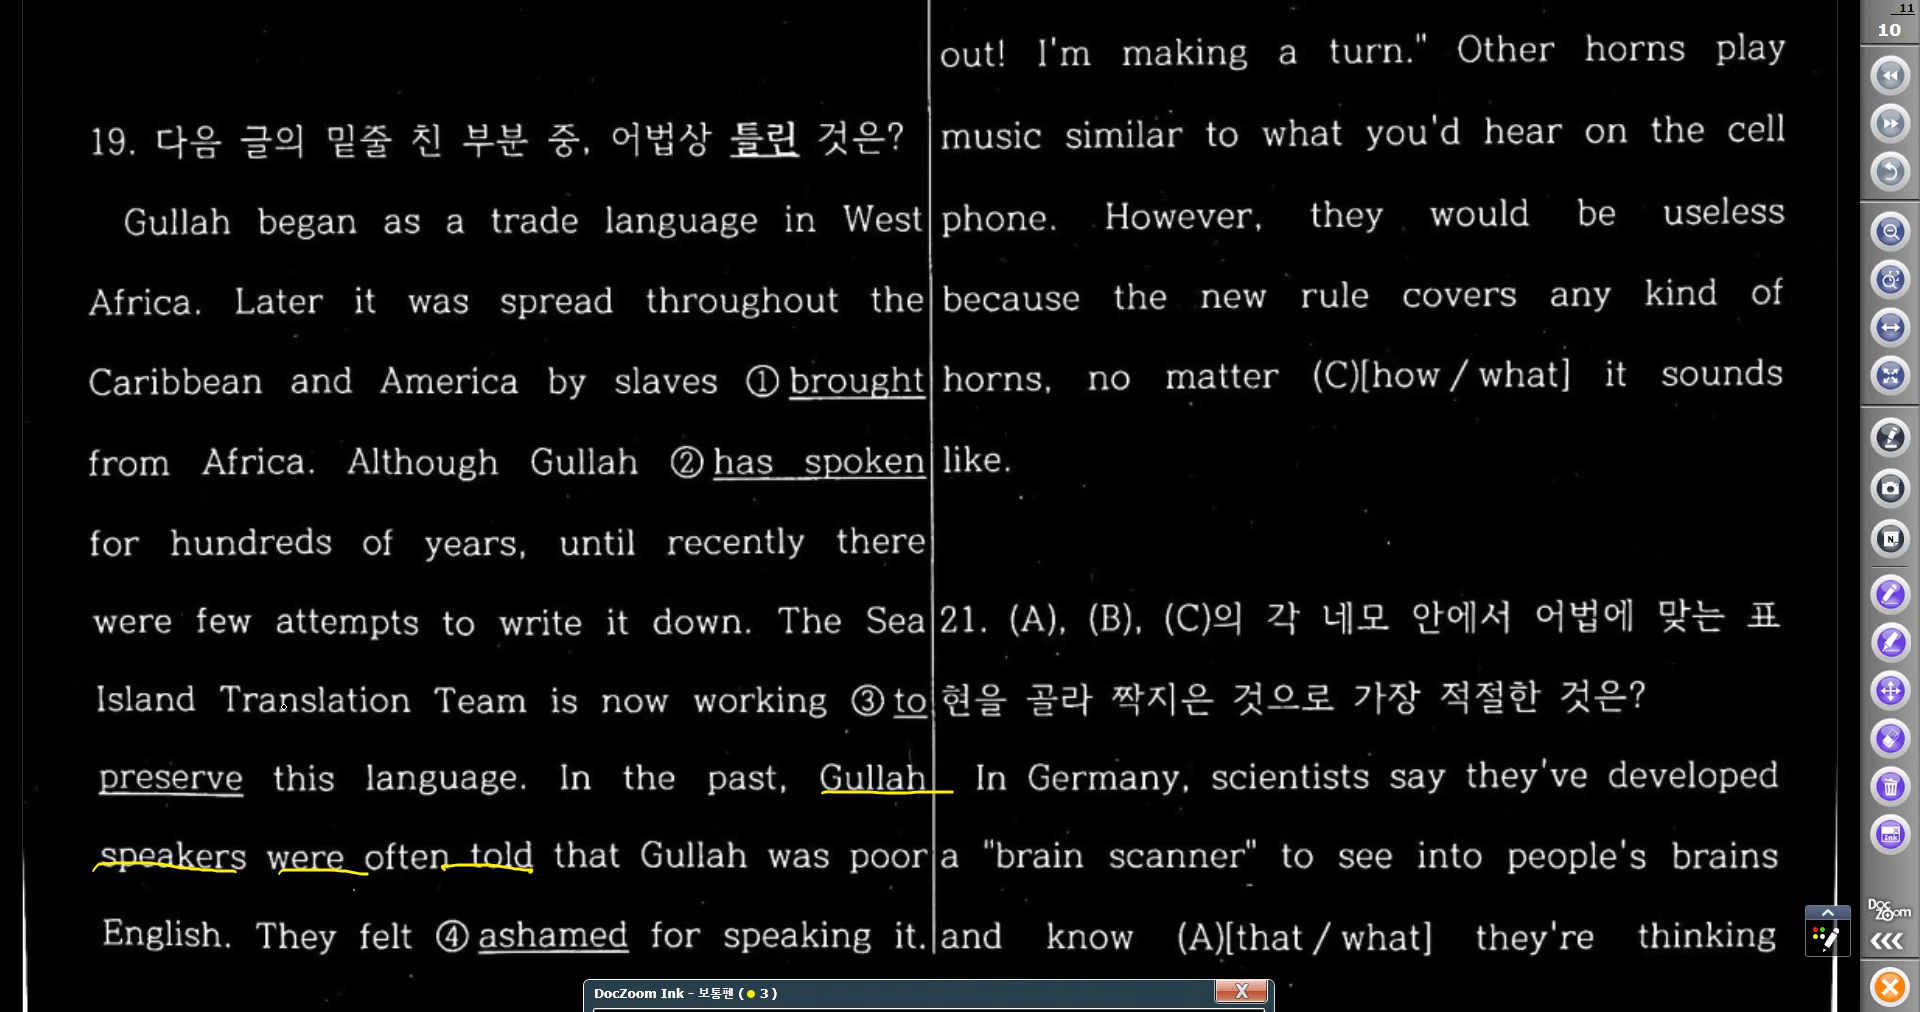 19. 다음 글의 밑줄 친 부분 중, 어법상 틀린 것은?
Gullah began as a trade language in West
Africa. Later it was spread throughout the
Caribbean and America by slaves ① brought
from Africa. Although Gullah ② has spoken
for hundreds of years, until recently there
were few attempts to write it down. The Sea
Island Translation Team is now working ③ to
preserve this language. In the past, Gullah
speakers were often told that Gullah was poor
English. They felt ④ ashamed for speaking it.
out! I'm making a turn." Other horns play
music similar to what you'd hear on the cell
phone. However, they would be useless
because the new rule covers any kind of
horns, no matter (C)[how / what] it sounds
like.
21. (A), (B), (C)의 각 네모 안에서 어법에 맞는 표
현을 골라 짝지은 것으로 가장 적절한 것은?
In Germany, scientists say they've developed
a "brain scanner" to see into people's brains
and know (A)[that / what] they're thinking
11
10
N
Ink
Doc
Zoom
DocZoom Ink - 보통펜 ( 3 )
X